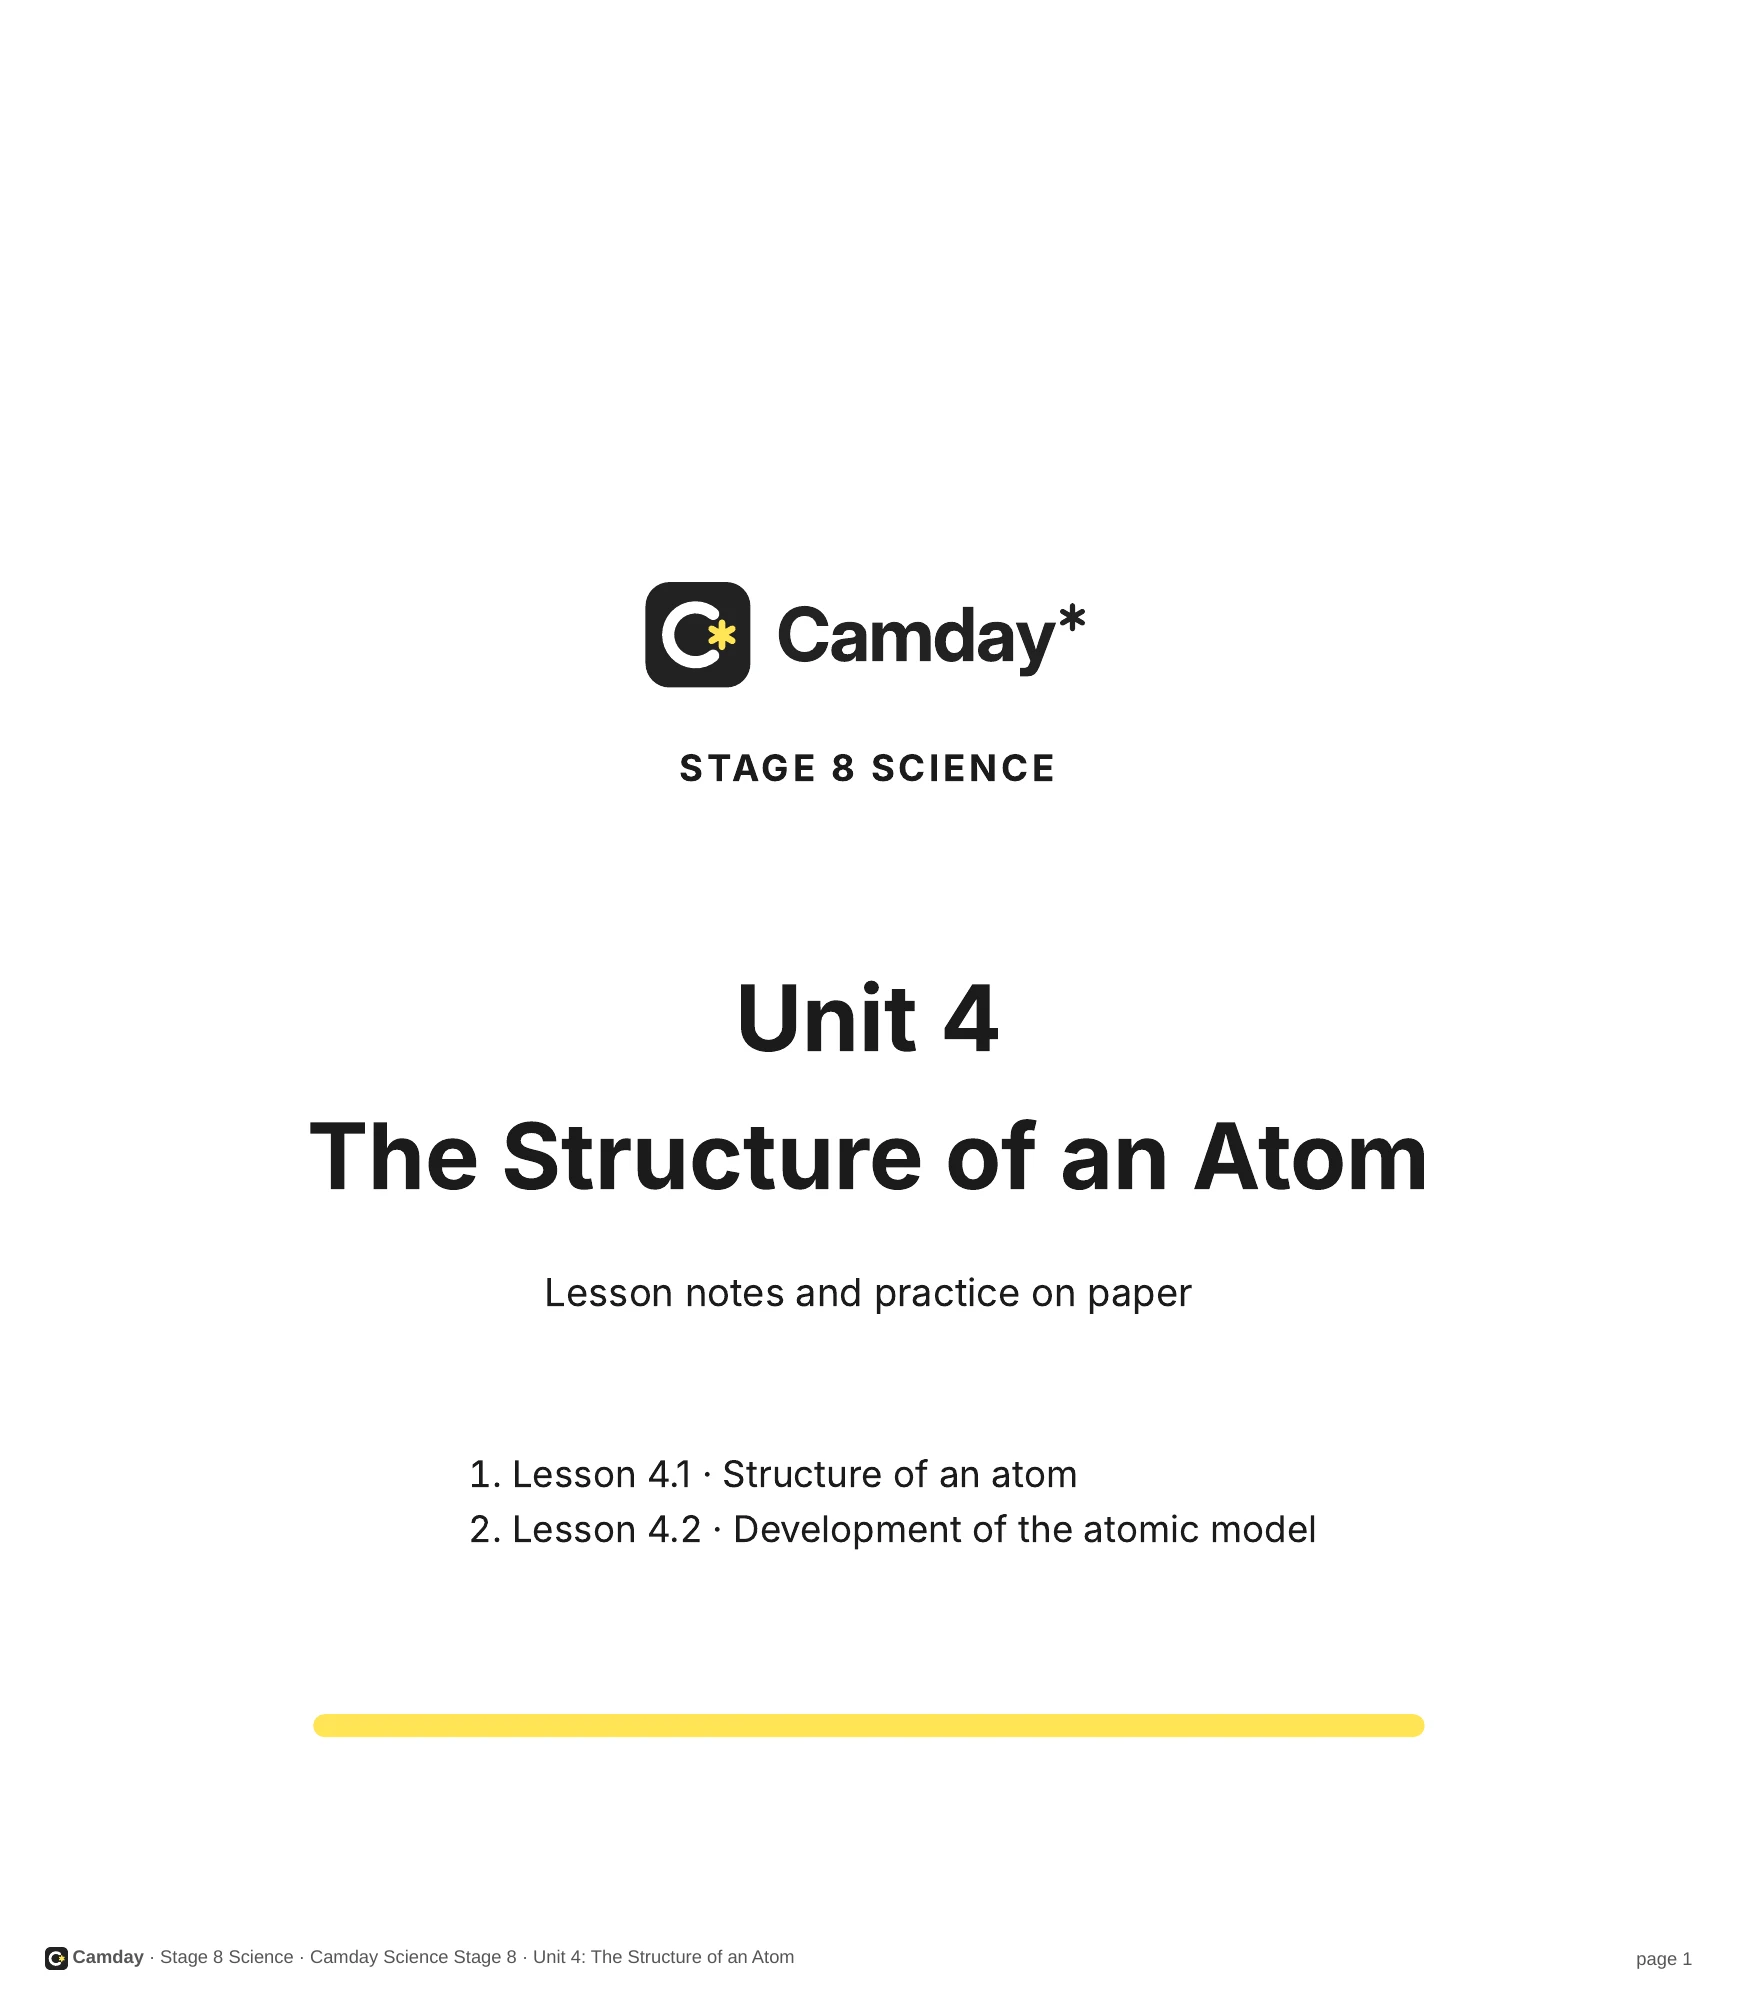 Camday*
STAGE 8 SCIENCE
Unit 4
The Structure of an Atom
Lesson notes and practice on paper
1. Lesson 4.1 · Structure of an atom
2. Lesson 4.2 · Development of the atomic model
Camday · Stage 8 Science · Camday Science Stage 8 · Unit 4: The Structure of an Atom
page 1